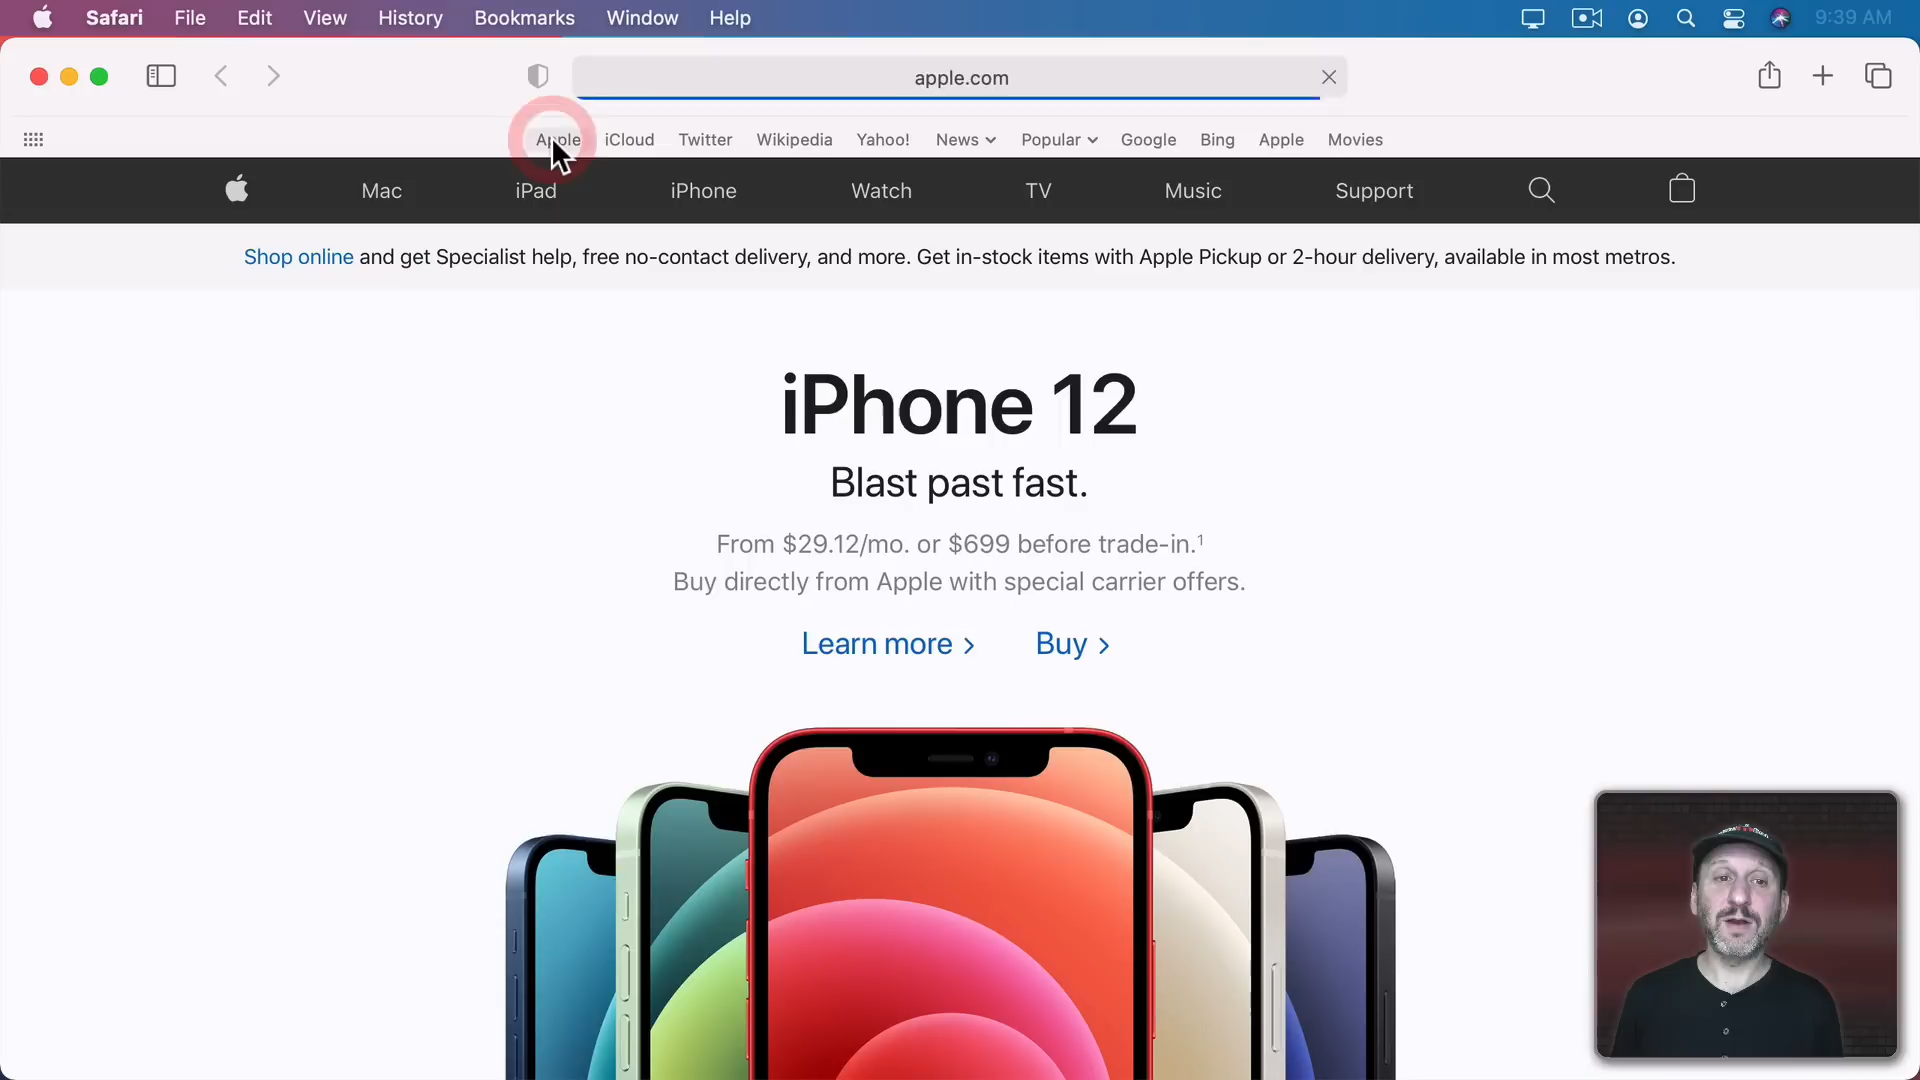 Safari File Edit View History Bookmarks Window Help 9:39 AM
apple.com
Apple iCloud Twitter Wikipedia Yahoo! News Popular Google Bing Apple Movies
Mac iPad iPhone Watch TV Music Support
Shop online and get Specialist help, free no-contact delivery, and more. Get in-stock items with Apple Pickup or 2-hour delivery, available in most metros.
iPhone 12
Blast past fast.
From $29.12/mo. or $699 before trade-in.¹
Buy directly from Apple with special carrier offers.
Learn more > Buy >